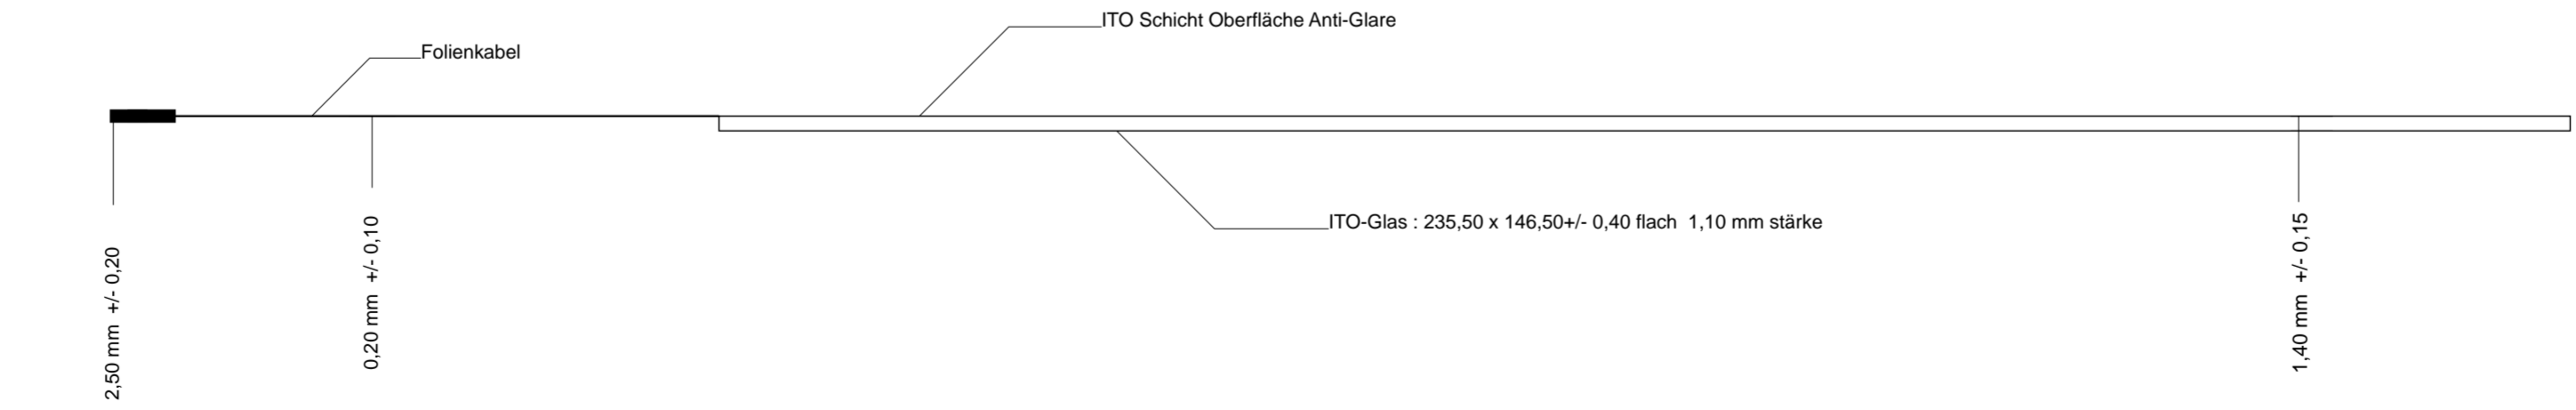 ITO Schicht Oberfläche Anti-Glare
Folienkabel
ITO-Glas : 235,50 x 146,50+/- 0,40 flach  1,10 mm stärke
2,50 mm  +/- 0,20
0,20 mm  +/- 0,10
1,40 mm  +/- 0,15